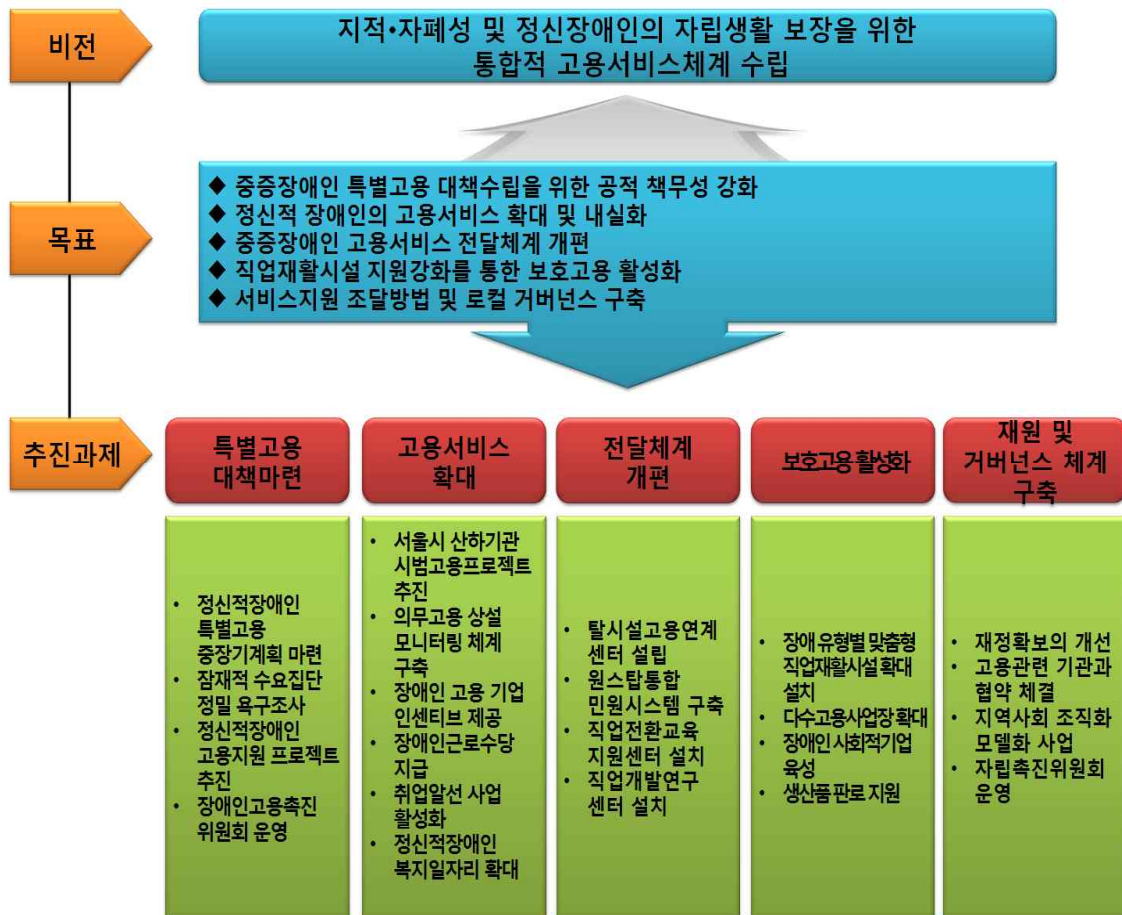 비전
지적•자폐성 및 정신장애인의 자립생활 보장을 위한
통합적 고용서비스체계 수립
목표
◆ 중증장애인 특별고용 대책수립을 위한 공적 책무성 강화
◆ 정신적 장애인의 고용서비스 확대 및 내실화
◆ 중증장애인 고용서비스 전달체계 개편
◆ 직업재활시설 지원강화를 통한 보호고용 활성화
◆ 서비스지원 조달방법 및 로컬 거버넌스 구축
추진과제
특별고용
대책마련
• 정신적장애인
특별고용
중장기계획 마련
• 잠재적 수요집단
정밀 욕구조사
• 정신적장애인
고용지원 프로젝트
추진
• 장애인고용촉진
위원회 운영
고용서비스
확대
• 서울시 산하기관
시범고용프로젝트
추진
• 의무고용 상설
모니터링 체계
구축
• 장애인 고용 기업
인센티브 제공
• 장애인근로수당
지급
• 취업알선 사업
활성화
• 정신적장애인
복지일자리 확대
전달체계
개편
• 탈시설고용연계
센터 설립
• 원스탑통합
민원시스템 구축
• 직업전환교육
지원센터 설치
• 직업개발연구
센터 설치
보호고용 활성화
• 장애 유형별 맞춤형
직업재활시설 확대
설치
• 다수고용사업장 확대
• 장애인 사회적기업
육성
• 생산품 판로 지원
재원 및
거버넌스 체계
구축
• 재정확보의 개선
• 고용관련 기관과
협약 체결
• 지역사회 조직화
모델화 사업
• 자립촉진위원회
운영